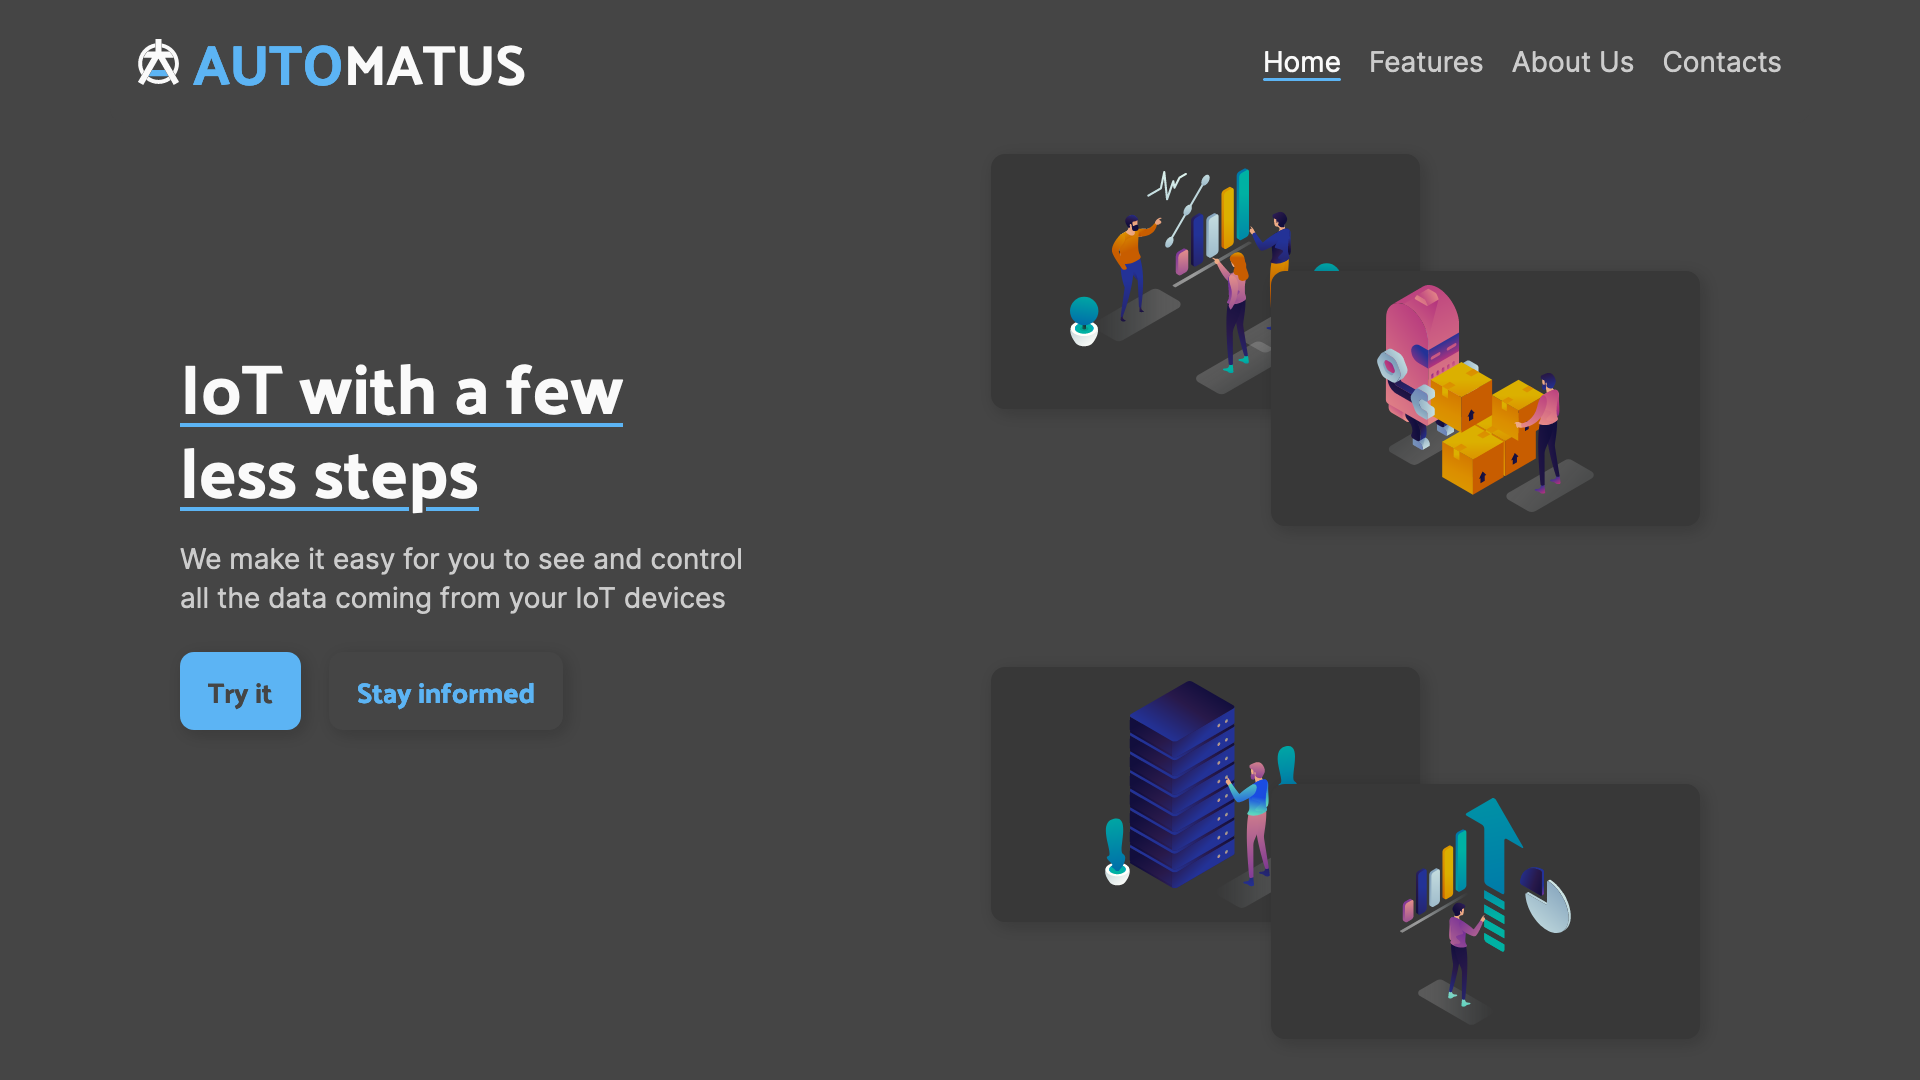 AUTOMATUS
Home Features About Us Contacts
IoT with a few
less steps
We make it easy for you to see and control
all the data coming from your IoT devices
Try it
Stay informed